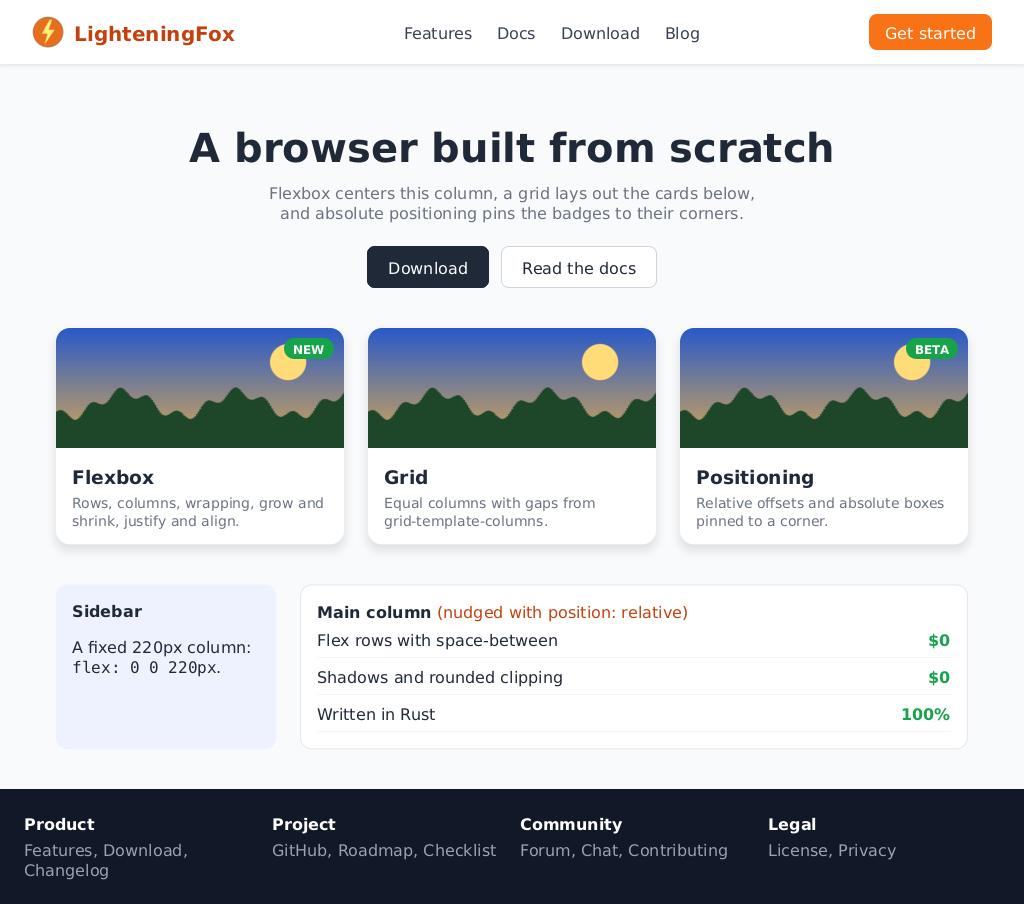 LighteningFox
Features Docs Download Blog
Get started
A browser built from scratch
Flexbox centers this column, a grid lays out the cards below,
and absolute positioning pins the badges to their corners.
Download
Read the docs
NEW
Flexbox
Rows, columns, wrapping, grow and
shrink, justify and align.
Grid
Equal columns with gaps from
grid-template-columns.
BETA
Positioning
Relative offsets and absolute boxes
pinned to a corner.
Sidebar
A fixed 220px column:
flex: 0 0 220px.
Main column (nudged with position: relative)
Flex rows with space-between $0
Shadows and rounded clipping $0
Written in Rust 100%
Product
Features, Download,
Changelog
Project
GitHub, Roadmap, Checklist
Community
Forum, Chat, Contributing
Legal
License, Privacy